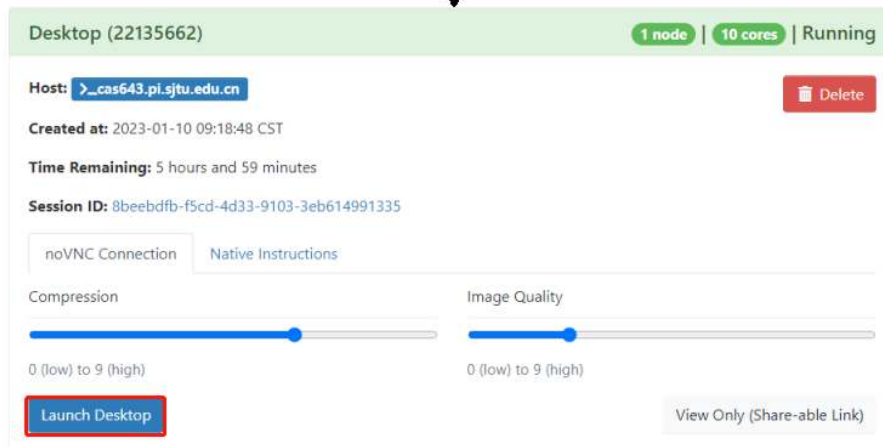 Desktop (22135662) 1 node | 10 cores | Running
Host: >_cas643.pi.sjtu.edu.cn
Delete
Created at: 2023-01-10 09:18:48 CST
Time Remaining: 5 hours and 59 minutes
Session ID: 8beebdfb-f5cd-4d33-9103-3eb614991335
noVNC Connection Native Instructions
Compression Image Quality
0 (low) to 9 (high) 0 (low) to 9 (high)
Launch Desktop View Only (Share-able Link)